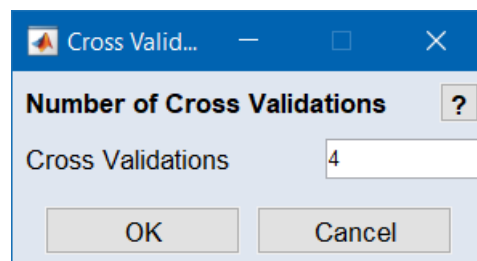 Cross Valid...
Number of Cross Validations ?
Cross Validations 4
OK Cancel